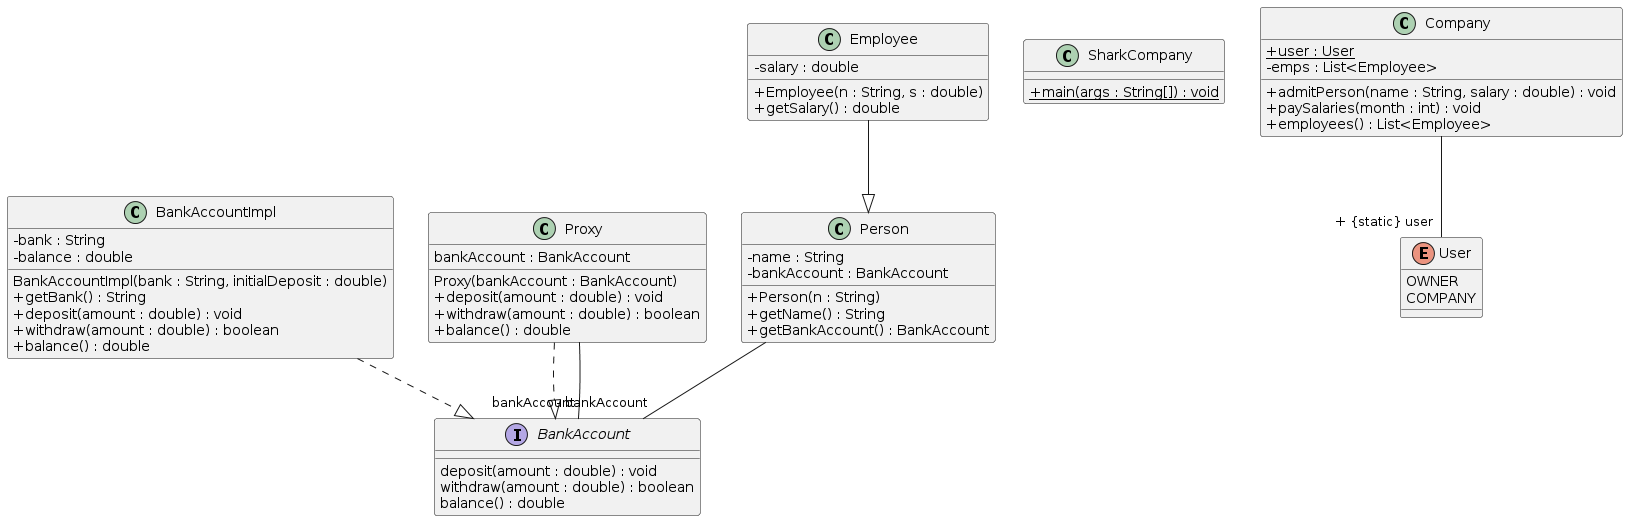 C Employee
-salary : double
+Employee(n : String, s : double)
+getSalary() : double
C SharkCompany
+main(args : String[]) : void
C Company
+user : User
-emps : List<Employee>
+admitPerson(name : String, salary : double) : void
+paySalaries(month : int) : void
+employees() : List<Employee>
C BankAccountImpl
-bank : String
-balance : double
BankAccountImpl(bank : String, initialDeposit : double)
+getBank() : String
+deposit(amount : double) : void
+withdraw(amount : double) : boolean
+balance() : double
C Proxy
bankAccount : BankAccount
Proxy(bankAccount : BankAccount)
+deposit(amount : double) : void
+withdraw(amount : double) : boolean
+balance() : double
C Person
-name : String
-bankAccount : BankAccount
+Person(n : String)
+getName() : String
+getBankAccount() : BankAccount
+ {static} user
E User
OWNER
COMPANY
bankAccount
bankAccount
I BankAccount
deposit(amount : double) : void
withdraw(amount : double) : boolean
balance() : double